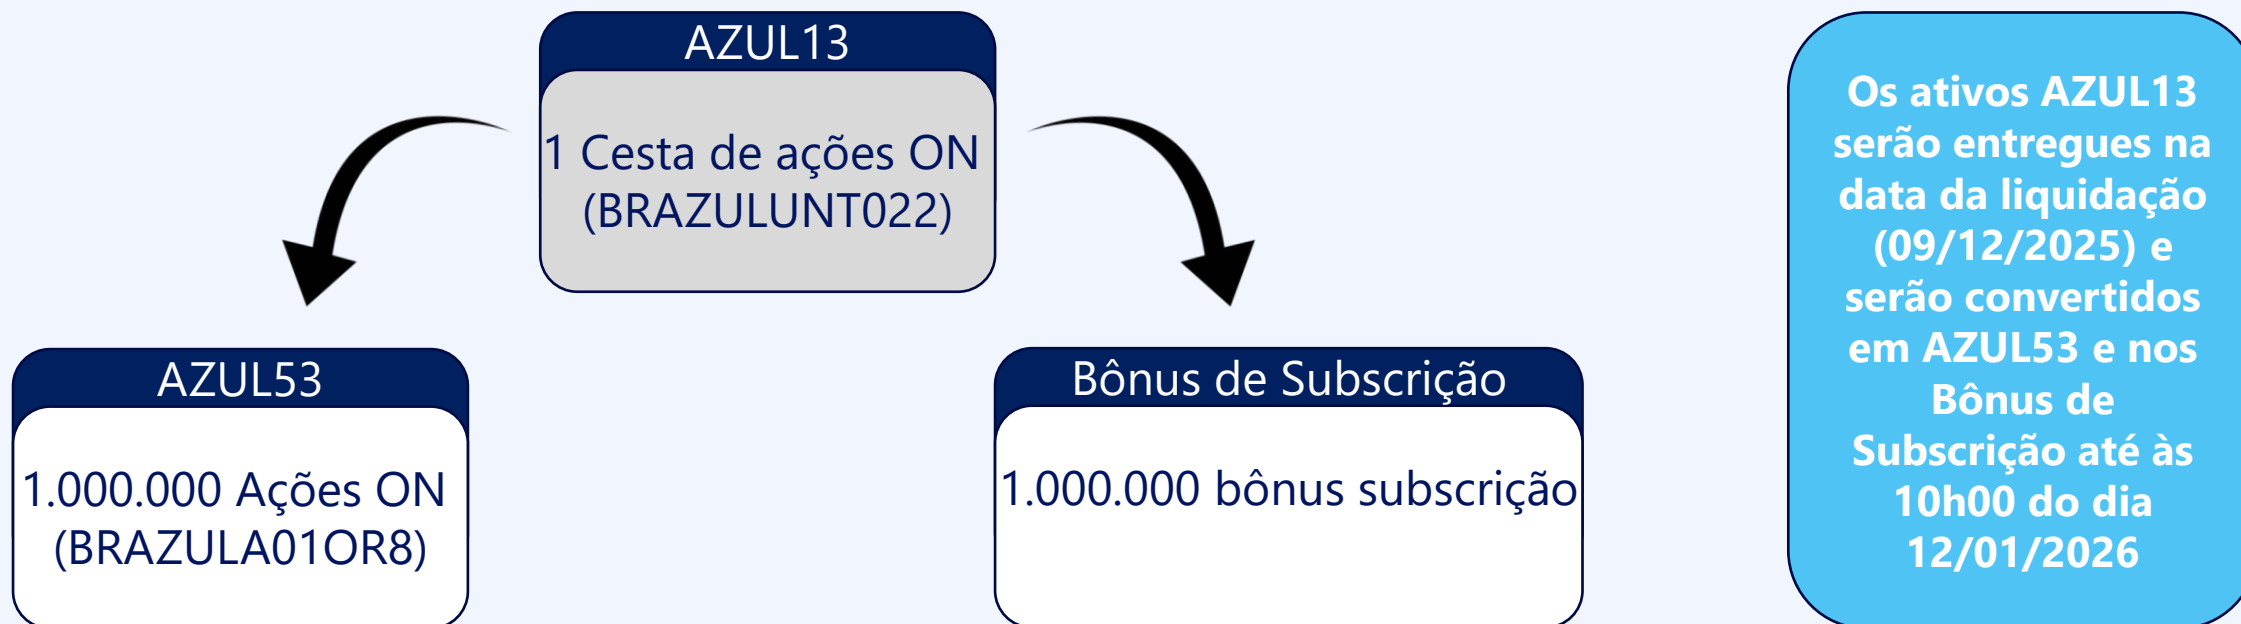 AZUL13
1 Cesta de ações ON
(BRAZULUNT022)
AZUL53
1.000.000 Ações ON
(BRAZULA01OR8)
Bônus de Subscrição
1.000.000 bônus subscrição
Os ativos AZUL13
serão entregues na
data da liquidação
(09/12/2025) e
serão convertidos
em AZUL53 e nos
Bônus de
Subscrição até às
10h00 do dia
12/01/2026